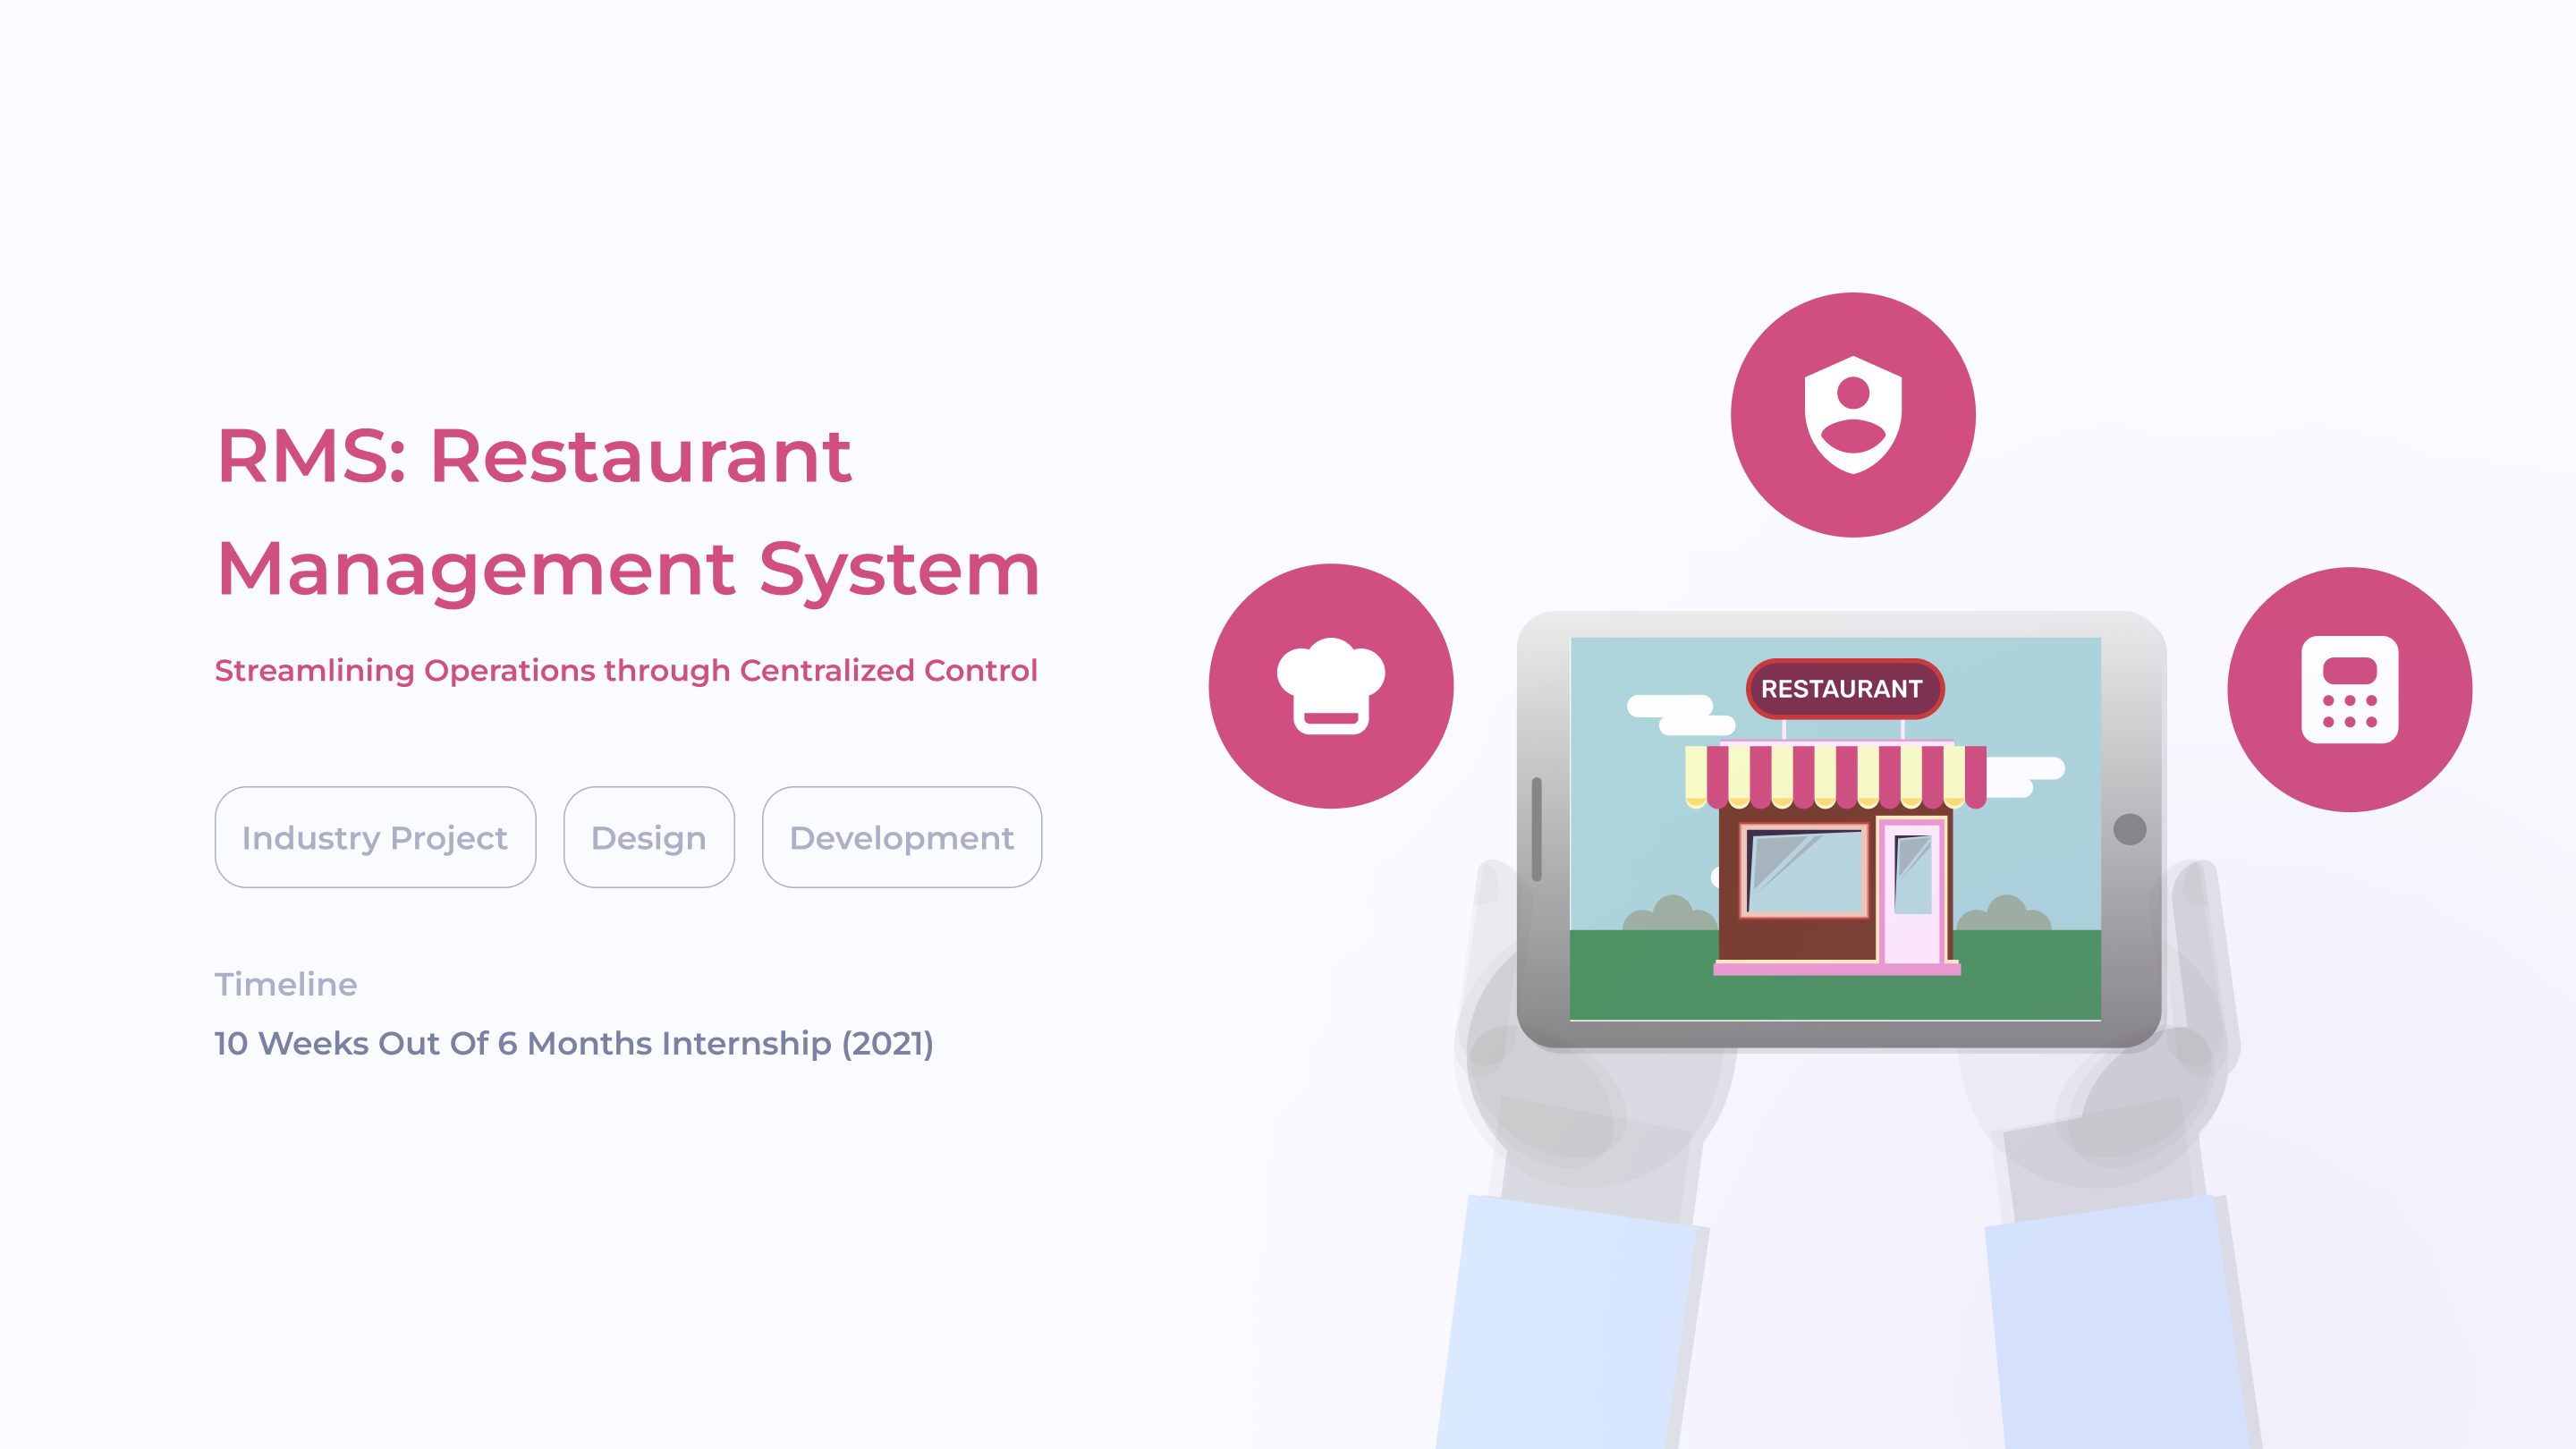 RMS: Restaurant
Management System
Streamlining Operations through Centralized Control
Industry Project
Design
Development
Timeline
10 Weeks Out Of 6 Months Internship (2021)
RESTAURANT